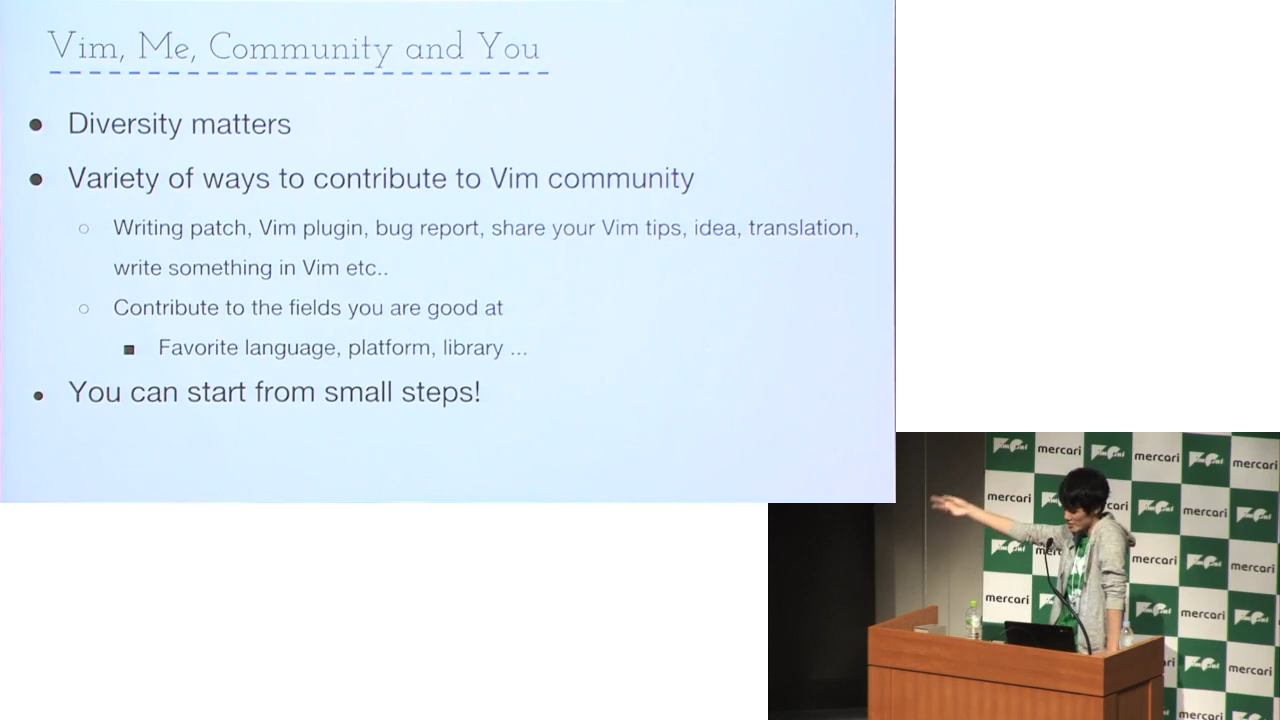 Vim, Me, Community and You
Diversity matters
Variety of ways to contribute to Vim community
Writing patch, Vim plugin, bug report, share your Vim tips, idea, translation,
write something in Vim etc..
Contribute to the fields you are good at
Favorite language, platform, library ...
You can start from small steps!
mercari
mercari
mercari
mercari
mercari
mercari
mercari
mercari
mercari
mercari
mercari
mercari